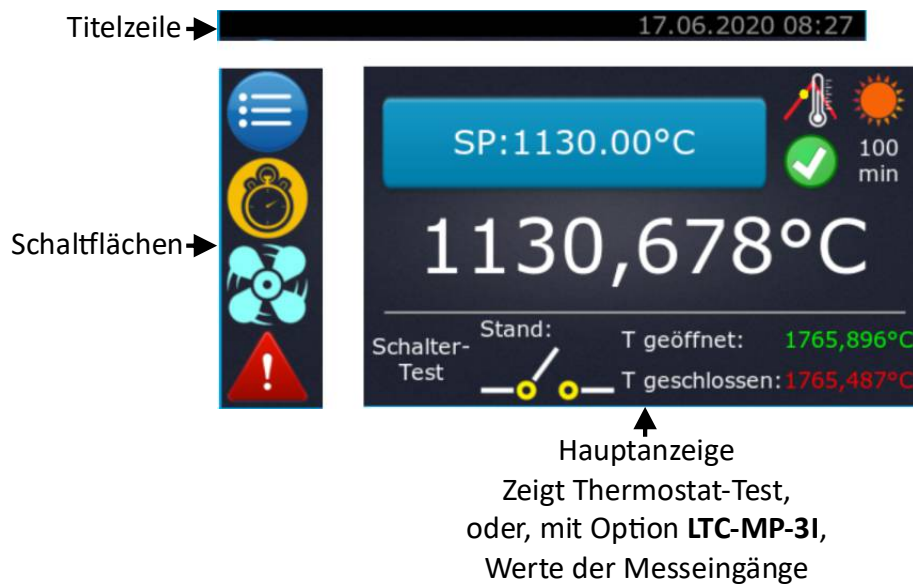 Titelzeile
17.06.2020 08:27
Schaltflächen
SP:1130.00°C
100
min
1130,678°C
Schalter-
Test
Stand:
T geöffnet: 1765,896°C
T geschlossen: 1765,487°C
Hauptanzeige
Zeigt Thermostat-Test,
oder, mit Option LTC-MP-3I,
Werte der Messeingänge